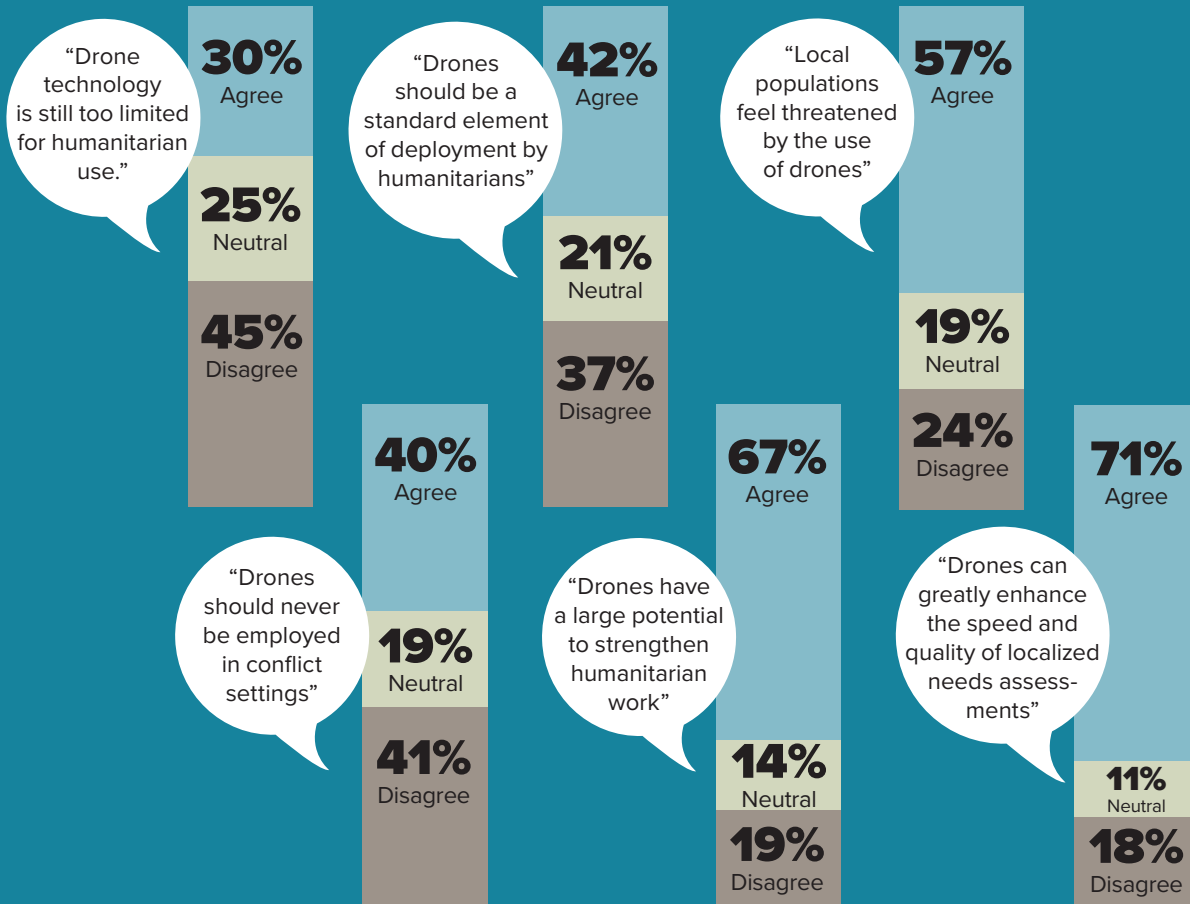 “Drone
technology
is still too limited
for humanitarian
use.”
30%
Agree
25%
Neutral
45%
Disagree
“Drones
should be a
standard element
of deployment by
humanitarians”
42%
Agree
21%
Neutral
37%
Disagree
“Local
populations
feel threatened
by the use
of drones”
57%
Agree
19%
Neutral
24%
Disagree
“Drones
should never
be employed
in conflict
settings”
40%
Agree
19%
Neutral
41%
Disagree
“Drones have
a large potential
to strengthen
humanitarian
work”
67%
Agree
14%
Neutral
19%
Disagree
“Drones can
greatly enhance
the speed and
quality of localized
needs assess-
ments”
71%
Agree
11%
Neutral
18%
Disagree